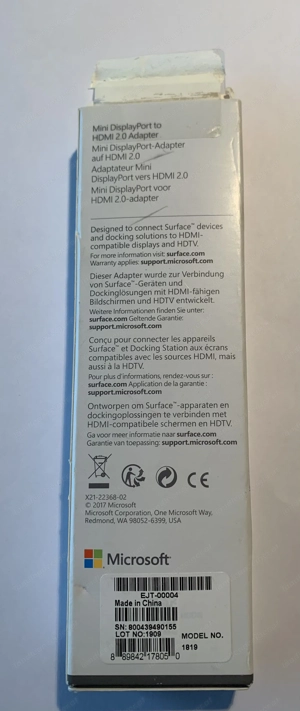 Mini DisplayPort to
HDMI 2.0 Adapter
Mini DisplayPort-Adapter
auf HDMI 2.0
Adaptateur Mini
DisplayPort vers HDMI 2.0
Mini DisplayPort voor
HDMI 2.0-adapter
Designed to connect Surface™ devices
and docking solutions to HDMI-
compatible displays and HDTV.
For more information visit: surface.com
Warranty applies: support.microsoft.com
Dieser Adapter wurde zur Verbindung
von Surface™-Geräten und
Dockinglösungen mit HDMI-fähigen
Bildschirmen und HDTV entwickelt.
Weitere Informationen finden Sie unter:
surface.com Geltende Garantie:
support.microsoft.com
Conçu pour connecter les appareils
Surface™ et Docking Station aux écrans
compatibles avec les sources HDMI, mais
aussi à la HDTV.
Pour plus d'informations, rendez-vous sur :
surface.com Application de la garantie :
support.microsoft.com
Ontworpen om Surface™-apparaten en
dockingoplossingen te verbinden met
HDMI-compatibele schermen en HDTV.
Ga voor meer informatie naar surface.com
Garantie van toepassing: support.microsoft.com
CE
X21-22368-02
© 2017 Microsoft
Microsoft Corporation, One Microsoft Way,
Redmond, WA 98052-6399, USA
Microsoft
EJT-00004
Made in China
SN: 800439490155
LOT NO:1909
MODEL NO.
1819
8 89842 17805 0